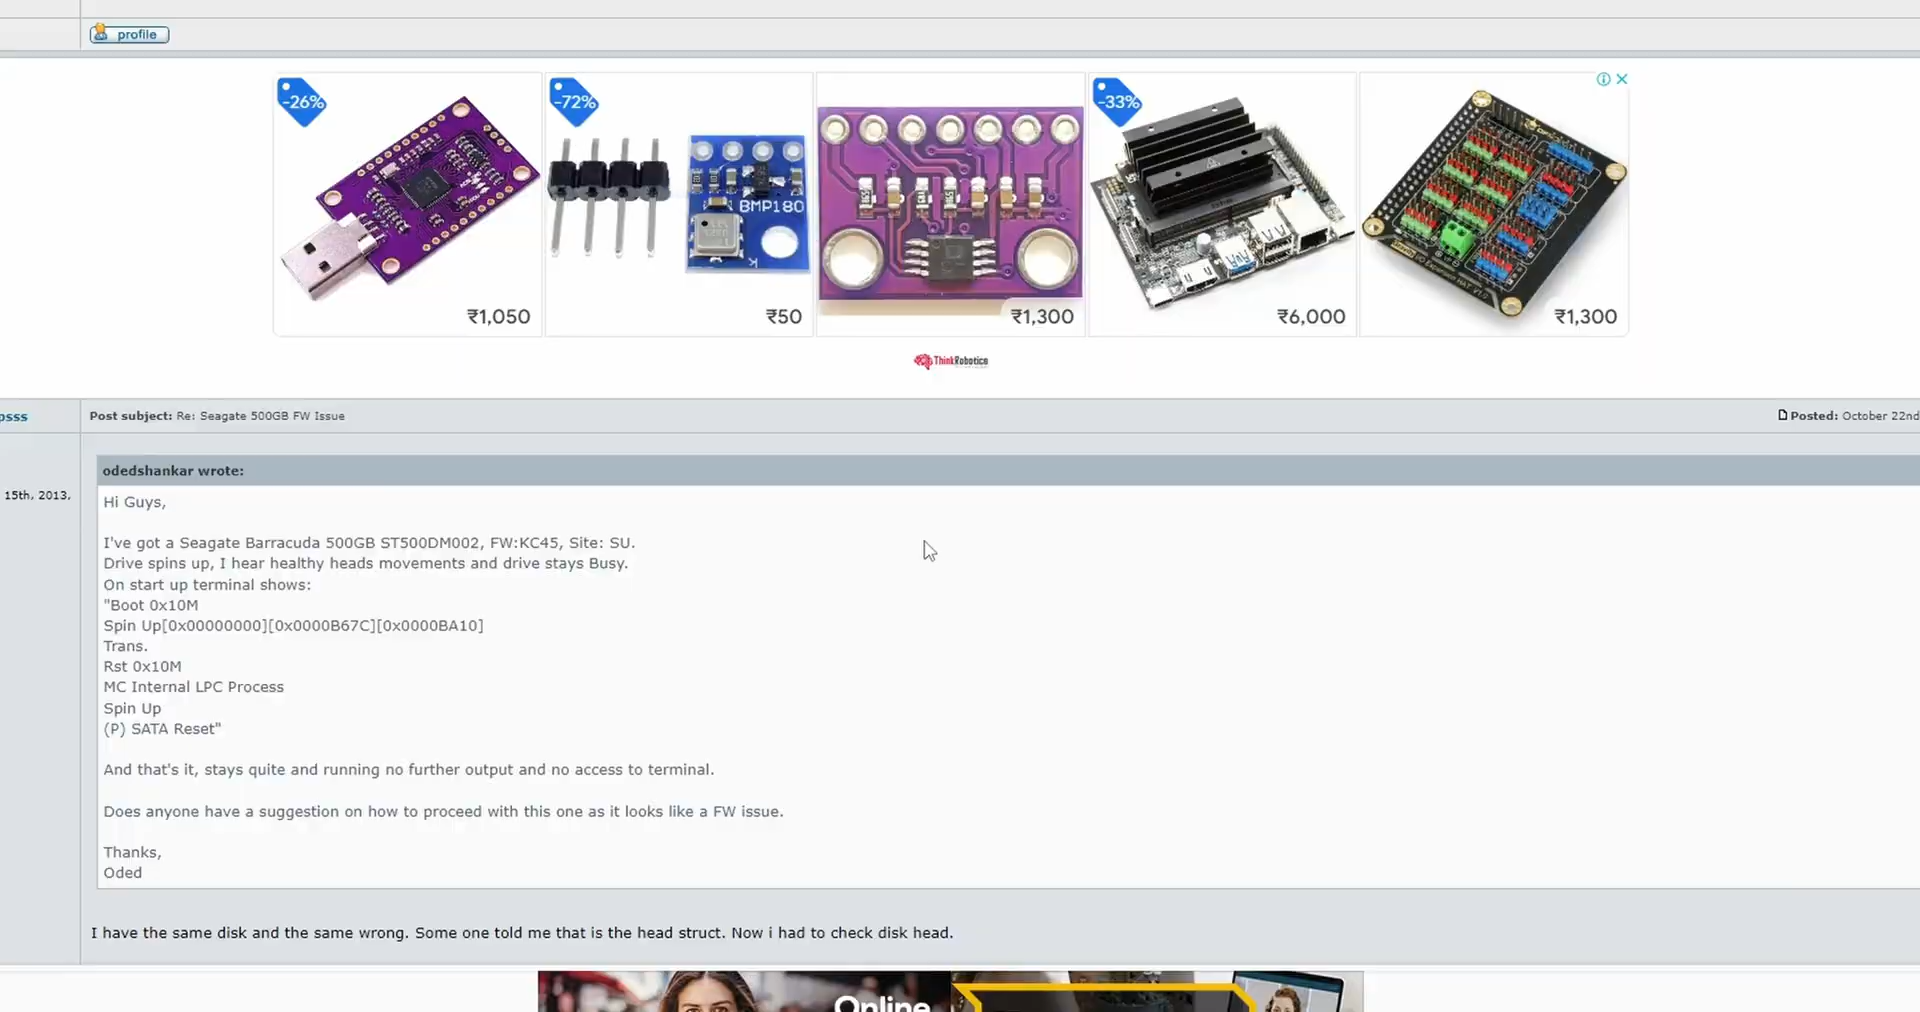 profile
-26%
-72%
-33%
BMP180
₹1,050
₹50
₹1,300
₹6,000
₹1,300
ThinkRobotics
psss
Post subject: Re: Seagate 500GB FW Issue
Posted: October 22nd
15th, 2013,
odedshankar wrote:
Hi Guys,
I've got a Seagate Barracuda 500GB ST500DM002, FW:KC45, Site: SU.
Drive spins up, I hear healthy heads movements and drive stays Busy.
On start up terminal shows:
"Boot 0x10M
Spin Up[0x00000000][0x0000B67C][0x0000BA10]
Trans.
Rst 0x10M
MC Internal LPC Process
Spin Up
(P) SATA Reset"
And that's it, stays quite and running no further output and no access to terminal.
Does anyone have a suggestion on how to proceed with this one as it looks like a FW issue.
Thanks,
Oded
I have the same disk and the same wrong. Some one told me that is the head struct. Now i had to check disk head.
Online